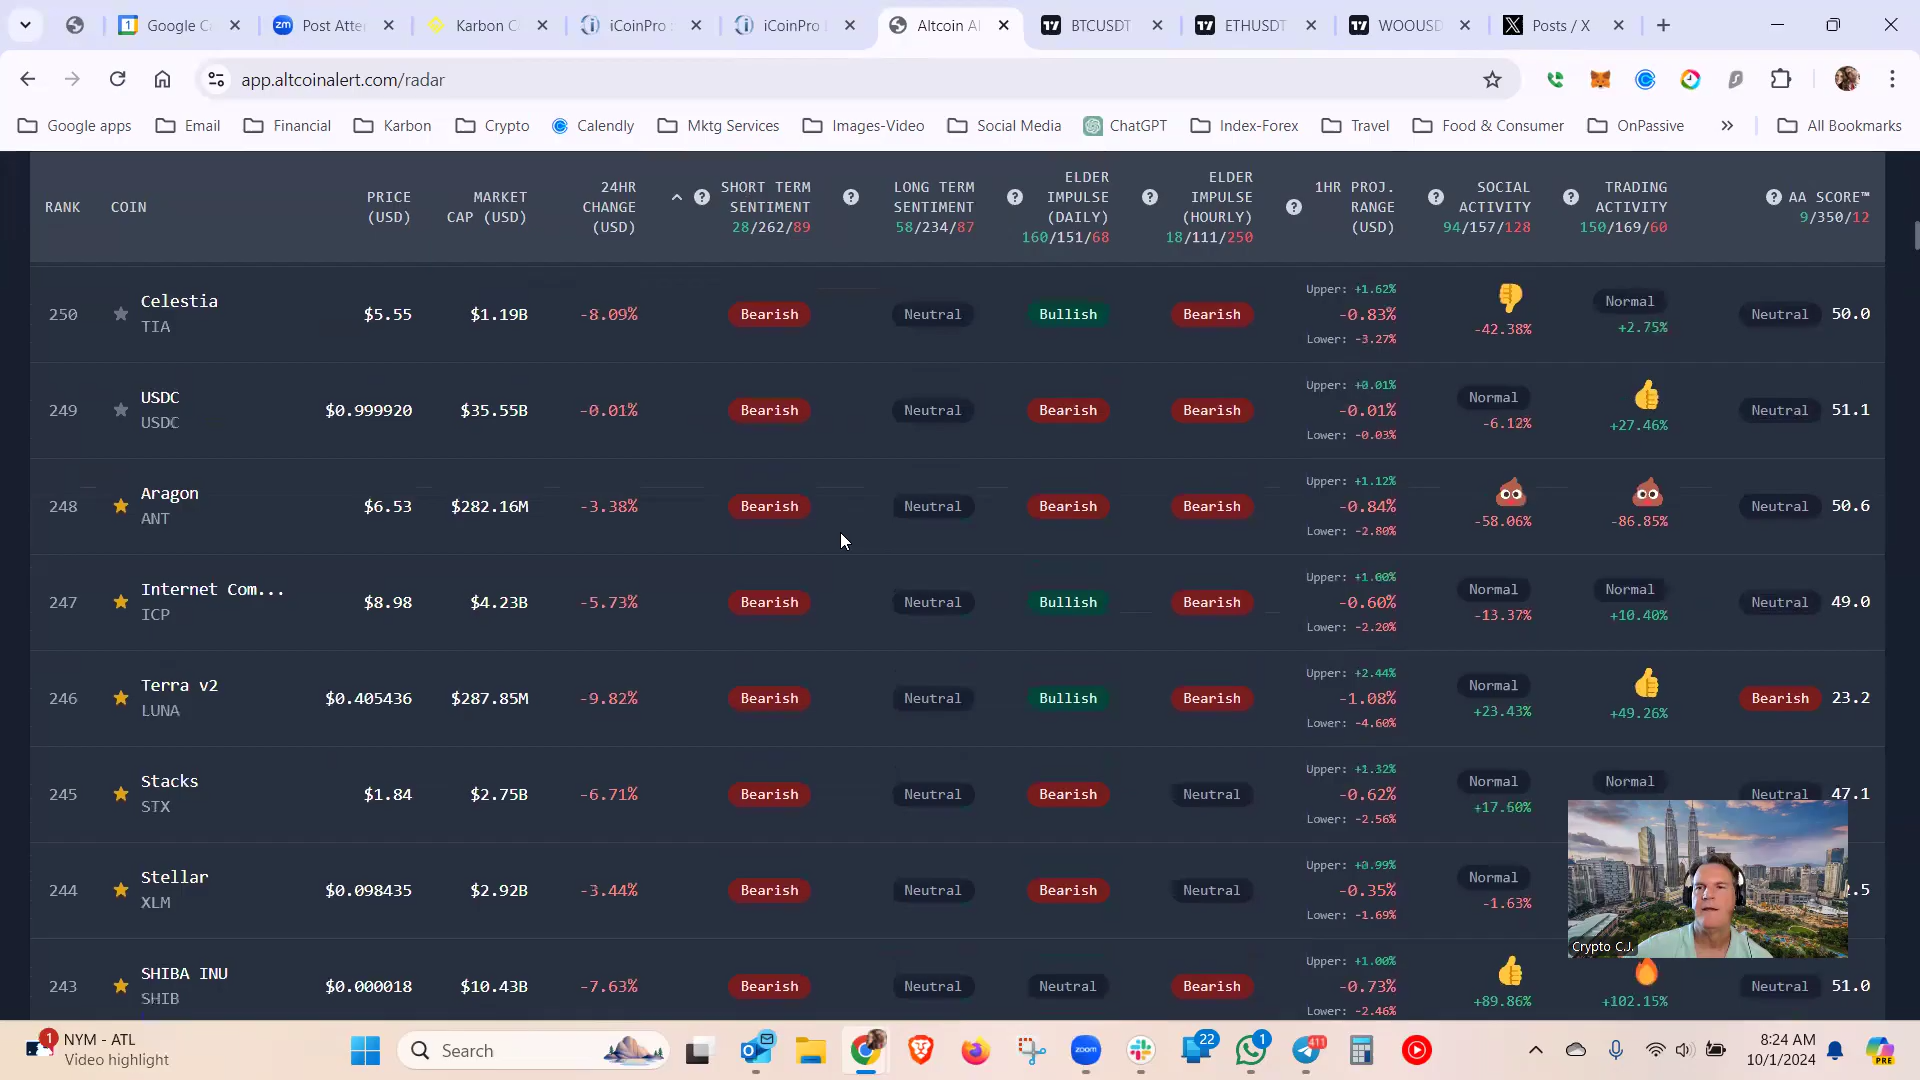 Google C
Post Atte
Karbon C
iCoinPro
iCoinPro
Altcoin Al
BTCUSDT
ETHUSDT
WOOUSD
Posts / X
app.altcoinalert.com/radar
Google apps
Email
Financial
Karbon
Crypto
Calendly
Mktg Services
Images-Video
Social Media
ChatGPT
Index-Forex
Travel
Food & Consumer
OnPassive
All Bookmarks
RANK
COIN
PRICE (USD)
MARKET CAP (USD)
24HR CHANGE (USD)
SHORT TERM SENTIMENT 28/262/89
LONG TERM SENTIMENT 58/234/87
ELDER IMPULSE (DAILY) 160/151/68
ELDER IMPULSE (HOURLY) 18/111/250
1HR PROJ. RANGE (USD)
SOCIAL ACTIVITY 94/157/128
TRADING ACTIVITY 150/169/60
AA SCORE™ 9/350/12
250 Celestia TIA $5.55 $1.19B -8.09% Bearish Neutral Bullish Bearish Upper: +1.62% -0.83% Lower: -3.27% -42.38% Normal +2.75% Neutral 50.0
249 USDC USDC $0.999920 $35.55B -0.01% Bearish Neutral Bearish Bearish Upper: +0.01% -0.01% Lower: -0.03% Normal -6.12% +27.46% Neutral 51.1
248 Aragon ANT $6.53 $282.16M -3.38% Bearish Neutral Bearish Bearish Upper: +1.12% -0.84% Lower: -2.80% -58.06% -86.85% Neutral 50.6
247 Internet Com... ICP $8.98 $4.23B -5.73% Bearish Neutral Bullish Bearish Upper: +1.00% -0.60% Lower: -2.20% Normal -13.37% Normal +10.40% Neutral 49.0
246 Terra v2 LUNA $0.405436 $287.85M -9.82% Bearish Neutral Bullish Bearish Upper: +2.44% -1.08% Lower: -4.60% Normal +23.43% +49.26% Bearish 23.2
245 Stacks STX $1.84 $2.75B -6.71% Bearish Neutral Bearish Neutral Upper: +1.32% -0.62% Lower: -2.56% Normal +17.60% Normal Neutral 47.1
244 Stellar XLM $0.098435 $2.92B -3.44% Bearish Neutral Bearish Neutral Upper: +0.99% -0.35% Lower: -1.69% Normal -1.63% .5
243 SHIBA INU SHIB $0.000018 $10.43B -7.63% Bearish Neutral Neutral Bearish Upper: +1.00% -0.73% Lower: -2.46% +89.86% +102.15% Neutral 51.0
Crypto C.J.
1
NYM - ATL
Video highlight
Search
zoom
22
1
411
8:24 AM
10/1/2024
PRE